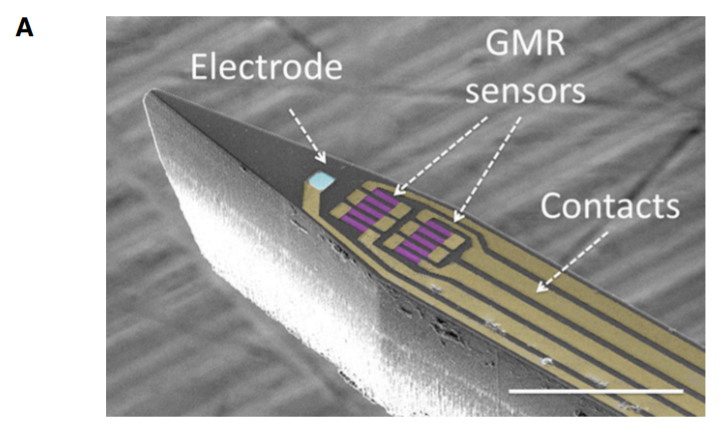 A
Electrode
GMR
sensors
Contacts